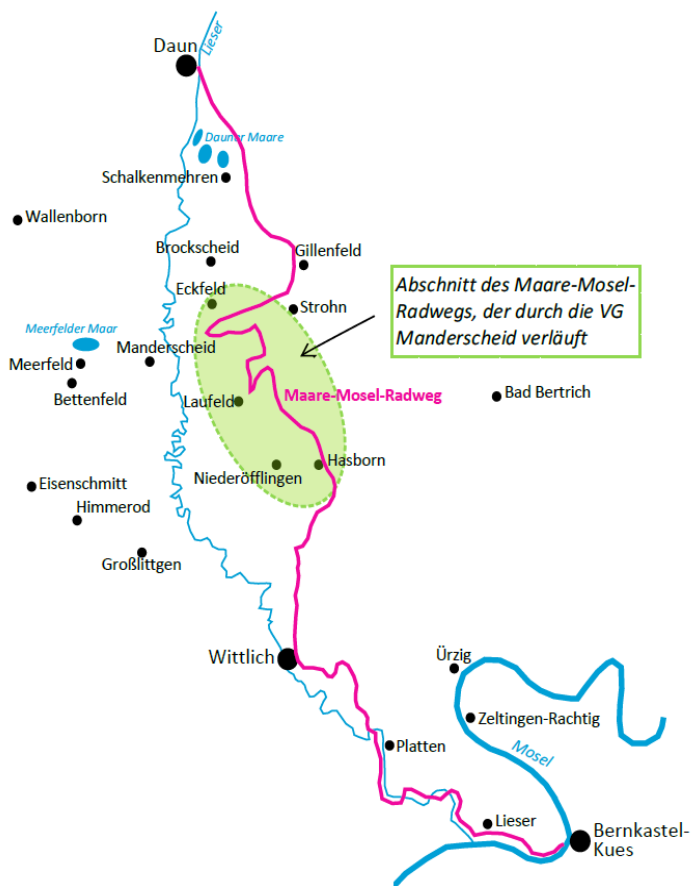 Daun
Lieser
Dauner Maare
Schalkenmehren
Wallenborn
Brockscheid
Gillenfeld
Eckfeld
Strohn
Abschnitt des Maare-Mosel-
Radwegs, der durch die VG
Manderscheid verläuft
Meerfelder Maar
Manderscheid
Meerfeld
Bettenfeld
Maare-Mosel-Radweg
Laufeld
Bad Bertrich
Hasborn
Niederöfflingen
Eisenschmitt
Himmerod
Großlittgen
Wittlich
Ürzig
Zeltingen-Rachtig
Platten
Mosel
Lieser
Bernkastel-
Kues